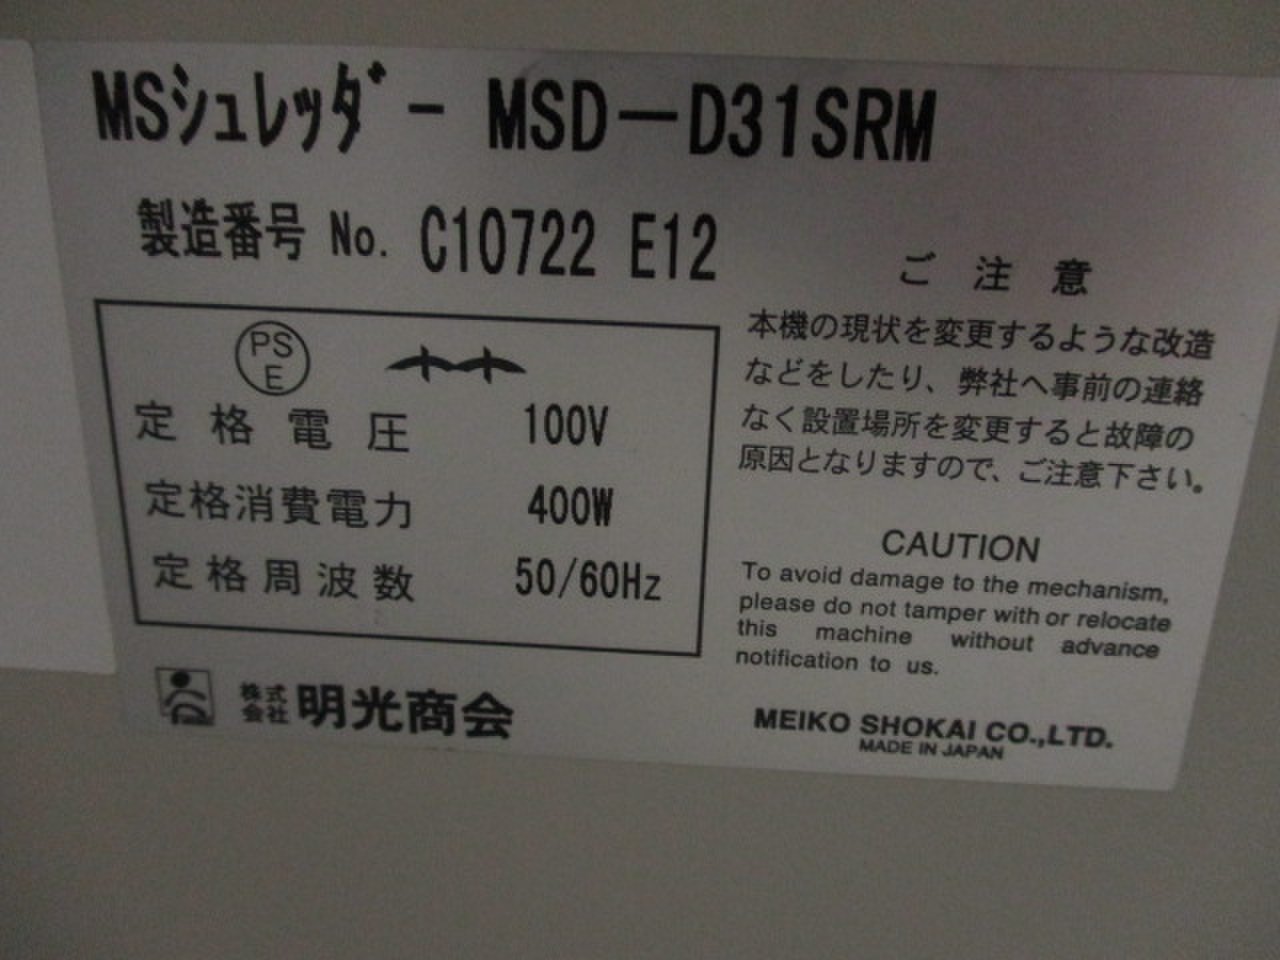 MSシュレッダー MSD－D31SRM
製造番号 No. C10722 E12
PS
E
定格電圧 100V
定格消費電力 400W
定格周波数 50/60Hz
株式会社 明光商会
ご注意
本機の現状を変更するような改造
などをしたり、弊社へ事前の連絡
なく設置場所を変更すると故障の
原因となりますので、ご注意下さい。
CAUTION
To avoid damage to the mechanism,
please do not tamper with or relocate
this machine without advance
notification to us.
MEIKO SHOKAI CO.,LTD.
MADE IN JAPAN